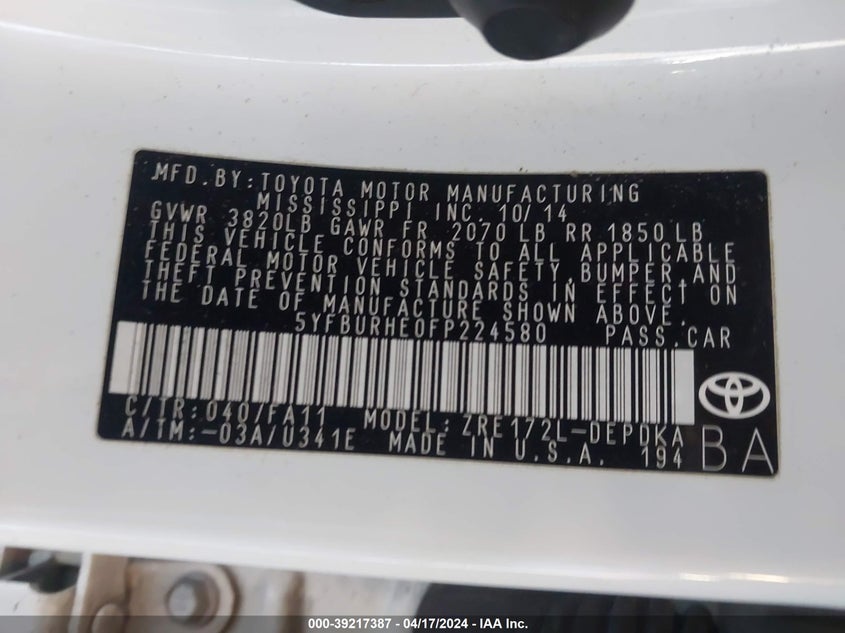 MFD.BY:TOYOTA MOTOR MANUFACTURING
MISSISSIPPI INC. 10/14
GVWR 3820LB GAWR FR 2070 LB RR 1850 LB
THIS VEHICLE CONFORMS TO ALL APPLICABLE
FEDERAL MOTOR VEHICLE SAFETY,BUMPER,AND
THEFT PREVENTION STANDARDS IN EFFECT ON
THE DATE OF MANUFACTURE SHOWN ABOVE.
5YFBURHE0FP224580 PASS.CAR
C/TR:040/FA11 MODEL:ZRE172L-DEPDKA
A/TM:-03A/U341E MADE IN U.S.A. 194
BA
000-39217387 - 04/17/2024 - IAA Inc.